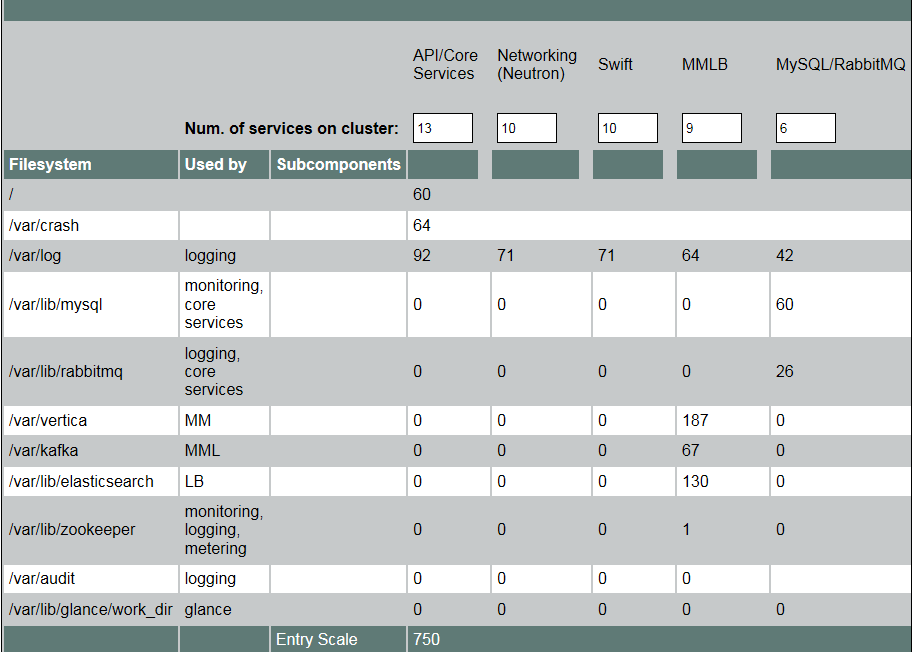 API/Core Services Networking (Neutron) Swift MMLB MySQL/RabbitMQ
Num. of services on cluster: 13 10 10 9 6
Filesystem Used by Subcomponents
/ 60
/var/crash 64
/var/log logging 92 71 71 64 42
/var/lib/mysql monitoring, core services 0 0 0 0 60
/var/lib/rabbitmq logging, core services 0 0 0 0 26
/var/vertica MM 0 0 0 187 0
/var/kafka MML 0 0 0 67 0
/var/lib/elasticsearch LB 0 0 0 130 0
/var/lib/zookeeper monitoring, logging, metering 0 0 0 1 0
/var/audit logging 0 0 0 0
/var/lib/glance/work_dir glance 0 0 0 0 0
Entry Scale 750